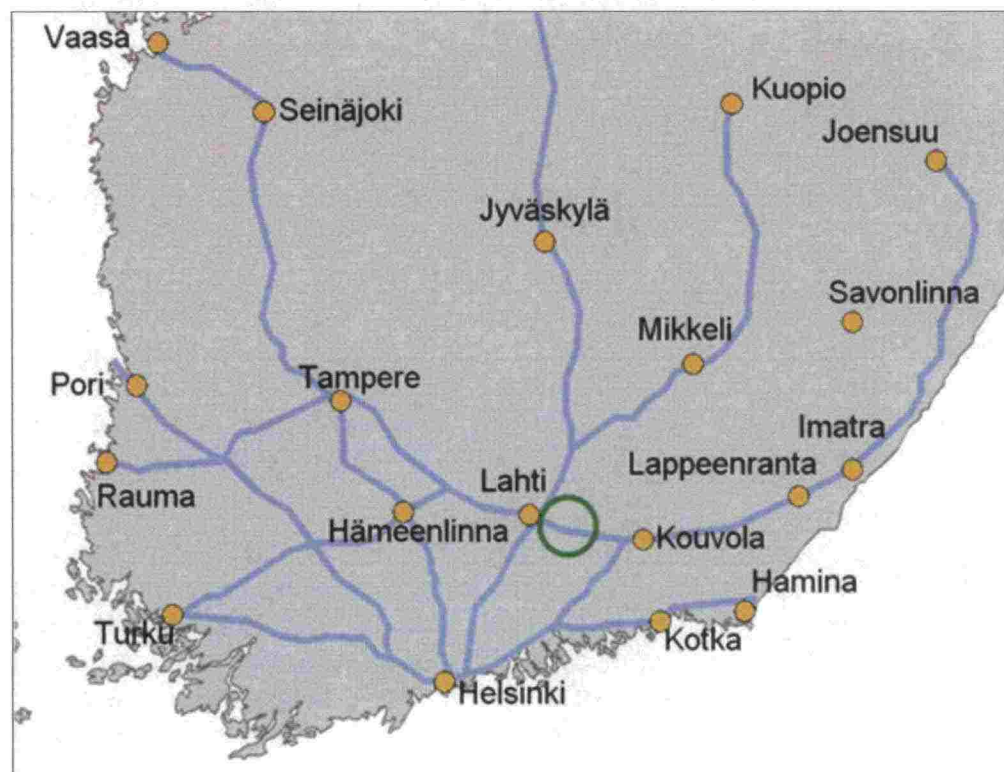 Vaasa
Seinäjoki
Kuopio
Joensuu
Jyväskylä
Savonlinna
Mikkeli
Pori
Tampere
Imatra
Lappeenranta
Lahti
Rauma
Hämeenlinna
Kouvola
Hamina
Turku
Kotka
Helsinki